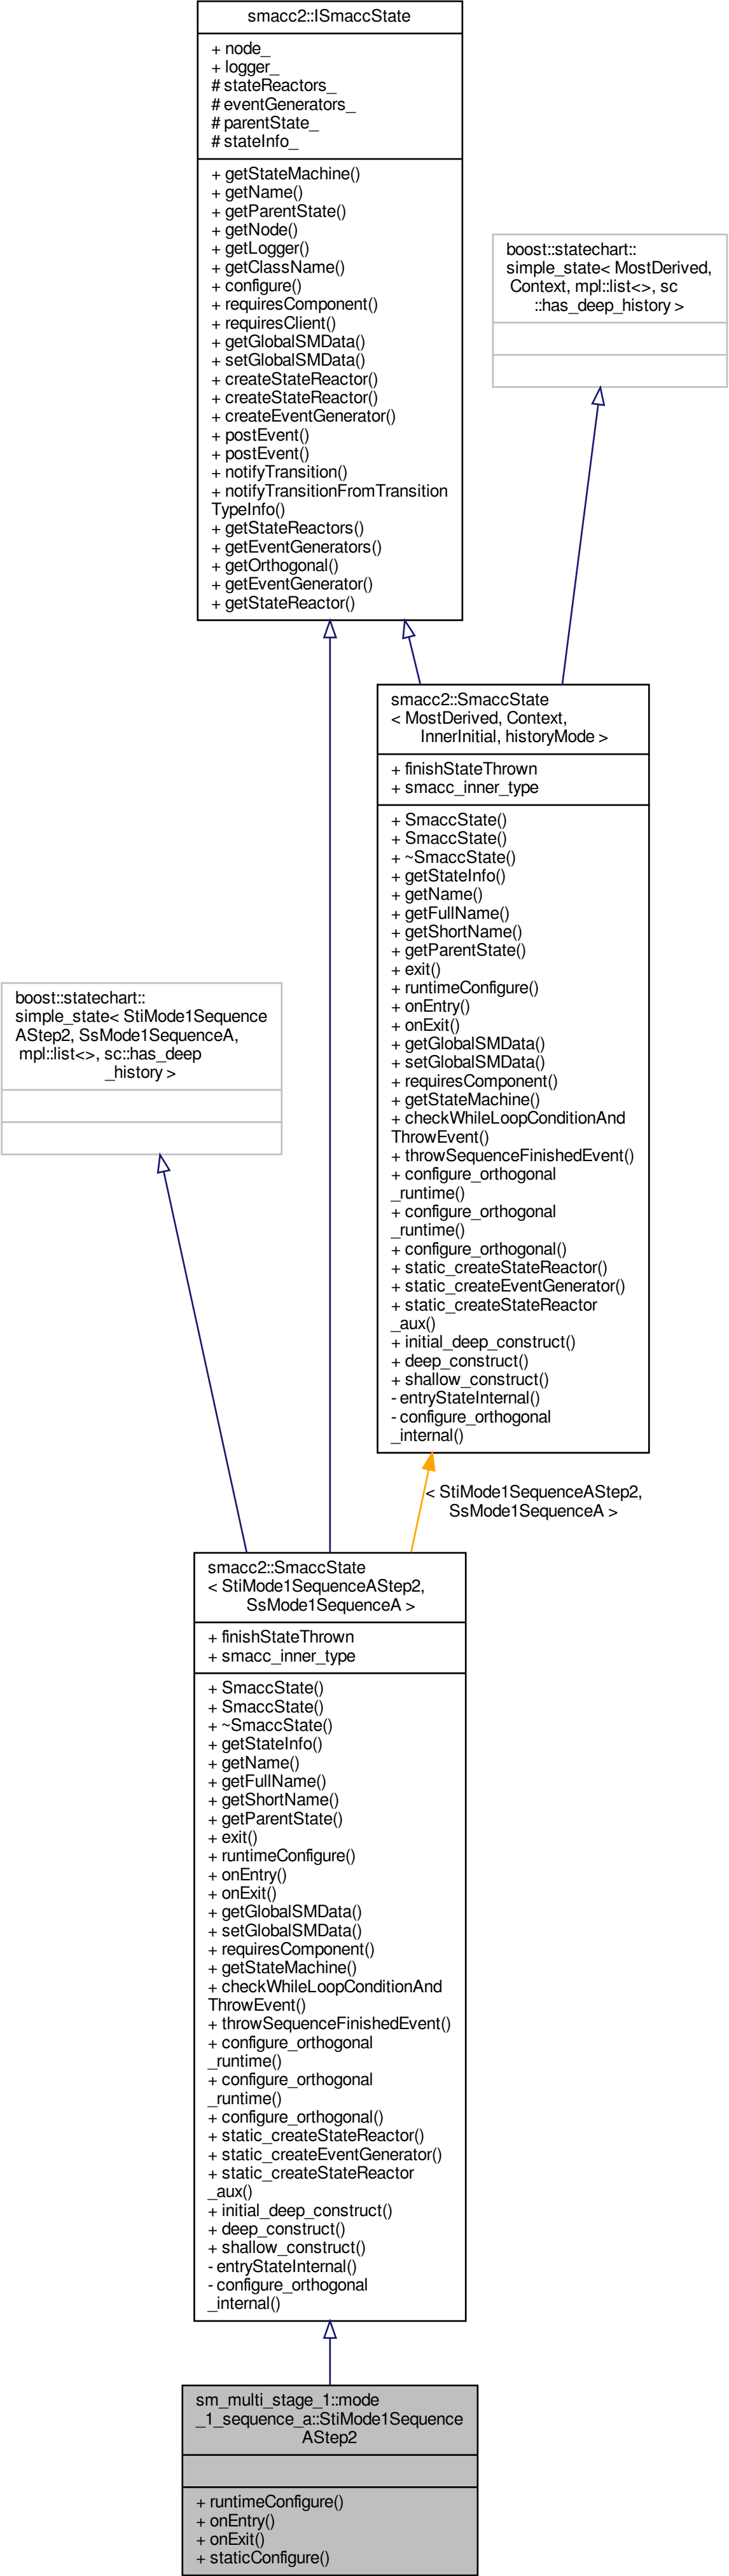 smacc2::ISmaccState
+ node_
+ logger_
# stateReactors_
# eventGenerators_
# parentState_
# stateInfo_
+ getStateMachine()
+ getName()
+ getParentState()
+ getNode()
+ getLogger()
+ getClassName()
+ configure()
+ requiresComponent()
+ requiresClient()
+ getGlobalSMData()
+ setGlobalSMData()
+ createStateReactor()
+ createStateReactor()
+ createEventGenerator()
+ postEvent()
+ postEvent()
+ notifyTransition()
+ notifyTransitionFromTransition
TypeInfo()
+ getStateReactors()
+ getEventGenerators()
+ getOrthogonal()
+ getEventGenerator()
+ getStateReactor()
boost::statechart::
simple_state< MostDerived,
Context, mpl::list<>, sc
::has_deep_history >
smacc2::SmaccState
< MostDerived, Context,
InnerInitial, historyMode >
+ finishStateThrown
+ smacc_inner_type
+ SmaccState()
+ SmaccState()
+ ~SmaccState()
+ getStateInfo()
+ getName()
+ getFullName()
+ getShortName()
+ getParentState()
+ exit()
+ runtimeConfigure()
+ onEntry()
+ onExit()
+ getGlobalSMData()
+ setGlobalSMData()
+ requiresComponent()
+ getStateMachine()
+ checkWhileLoopConditionAnd
ThrowEvent()
+ throwSequenceFinishedEvent()
+ configure_orthogonal
_runtime()
+ configure_orthogonal
_runtime()
+ configure_orthogonal()
+ static_createStateReactor()
+ static_createEventGenerator()
+ static_createStateReactor
_aux()
+ initial_deep_construct()
+ deep_construct()
+ shallow_construct()
- entryStateInternal()
- configure_orthogonal
_internal()
boost::statechart::
simple_state< StiMode1Sequence
AStep2, SsMode1SequenceA,
mpl::list<>, sc::has_deep
_history >
< StiMode1SequenceAStep2,
SsMode1SequenceA >
smacc2::SmaccState
< StiMode1SequenceAStep2,
SsMode1SequenceA >
+ finishStateThrown
+ smacc_inner_type
+ SmaccState()
+ SmaccState()
+ ~SmaccState()
+ getStateInfo()
+ getName()
+ getFullName()
+ getShortName()
+ getParentState()
+ exit()
+ runtimeConfigure()
+ onEntry()
+ onExit()
+ getGlobalSMData()
+ setGlobalSMData()
+ requiresComponent()
+ getStateMachine()
+ checkWhileLoopConditionAnd
ThrowEvent()
+ throwSequenceFinishedEvent()
+ configure_orthogonal
_runtime()
+ configure_orthogonal
_runtime()
+ configure_orthogonal()
+ static_createStateReactor()
+ static_createEventGenerator()
+ static_createStateReactor
_aux()
+ initial_deep_construct()
+ deep_construct()
+ shallow_construct()
- entryStateInternal()
- configure_orthogonal
_internal()
sm_multi_stage_1::mode
_1_sequence_a::StiMode1Sequence
AStep2
+ runtimeConfigure()
+ onEntry()
+ onExit()
+ staticConfigure()